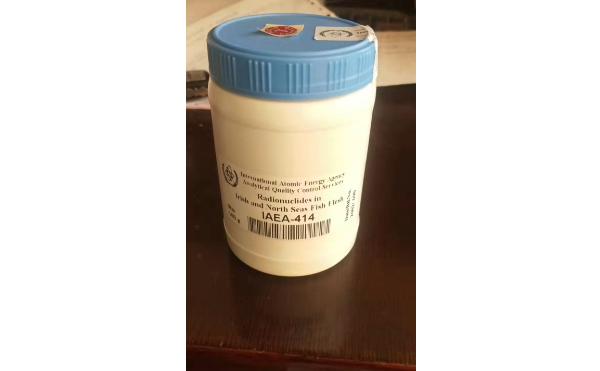 International Atomic Energy Agency
Analytical Quality Control Services
Radionuclides in
Irish and North Seas Fish Flesh
IAEA-414